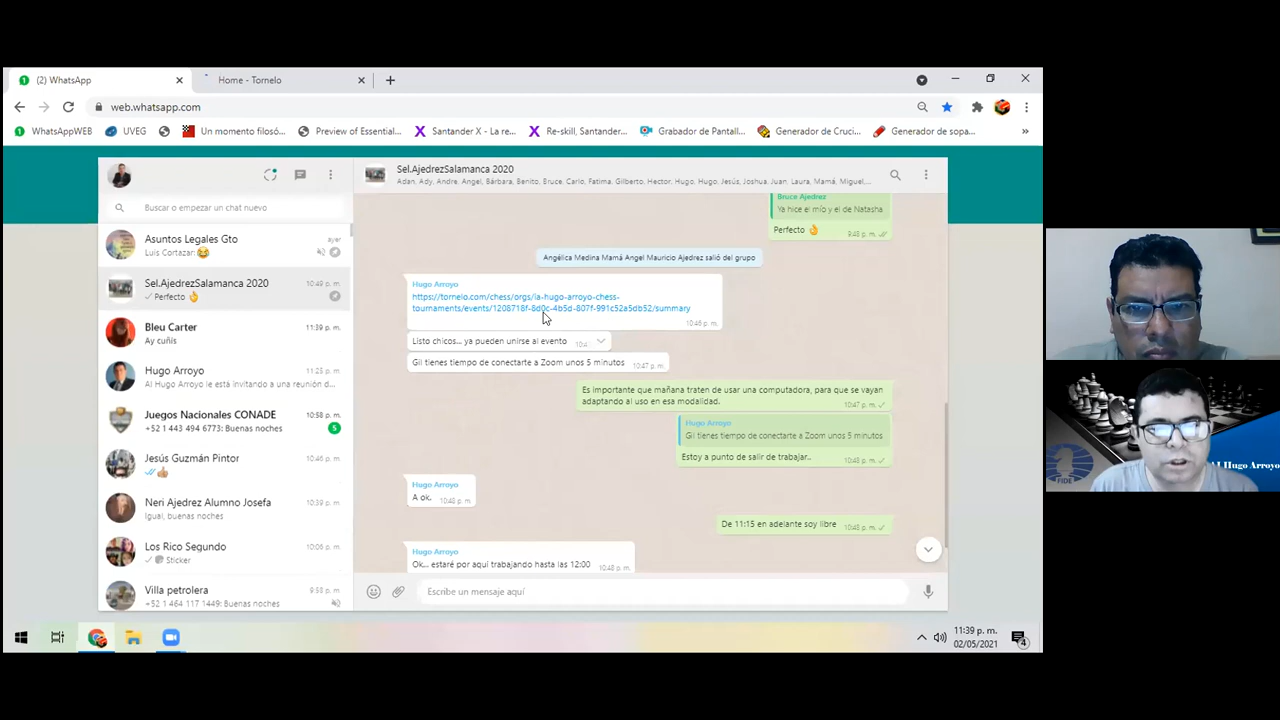 (2) WhatsApp
Home - Tornelo
web.whatsapp.com
WhatsAppWEB
UVEG
Un momento filosó...
Preview of Essential...
Santander X - La re...
Re-skill, Santander...
Grabador de Pantall...
Generador de Cruci...
Generador de sopa...
Buscar o empezar un chat nuevo
Asuntos Legales Gto
ayer
Luis Cortazar: 😂
Sel.AjedrezSalamanca 2020
10:49 p. m.
Perfecto 👌
Bleu Carter
11:39 p. m.
Ay cuñis
Hugo Arroyo
11:25 p. m.
AI Hugo Arroyo le está invitando a una reunión d...
Juegos Nacionales CONADE
10:58 p. m.
+52 1 443 494 6773: Buenas noches
5
Jesús Guzmán Pintor
10:46 p. m.
👍🏼
Neri Ajedrez Alumno Josefa
10:39 p. m.
Igual, buenas noches
Los Rico Segundo
10:06 p. m.
Sticker
Villa petrolera
9:53 p. m.
+52 1 464 117 1449: Buenas noches
Sel.AjedrezSalamanca 2020
Adan, Ady, Andre, Angel, Bárbara, Benito, Bruce, Carlo, Fatima, Gilberto, Hector, Hugo, Hugo, Jesús, Joshua, Juan, Laura, Mamá, Miguel,...
Bruce Ajedrez
Ya hice el mío y el de Natasha
Perfecto 👌
9:48 p. m.
Angélica Medina Mamá Angel Mauricio Ajedrez salió del grupo
Hugo Arroyo
https://tornelo.com/chess/orgs/ia-hugo-arroyo-chess-
tournaments/events/1208718f-8d0c-4b5d-807f-991c52a5db52/summary
10:46 p. m.
Listo chicos... ya pueden unirse al evento
Gil tienes tiempo de conectarte a Zoom unos 5 minutos
10:47 p. m.
Es importante que mañana traten de usar una computadora, para que se vayan
adaptando al uso en esa modalidad.
10:47 p. m.
Hugo Arroyo
Gil tienes tiempo de conectarte a Zoom unos 5 minutos
Estoy a punto de salir de trabajar..
10:48 p. m.
Hugo Arroyo
A ok.
10:48 p. m.
De 11:15 en adelante soy libre
10:48 p. m.
Hugo Arroyo
Ok... estaré por aquí trabajando hasta las 12:00
10:48 p. m.
Escribe un mensaje aquí
11:39 p. m.
02/05/2021
4
FIDE
AI Hugo Arroyo